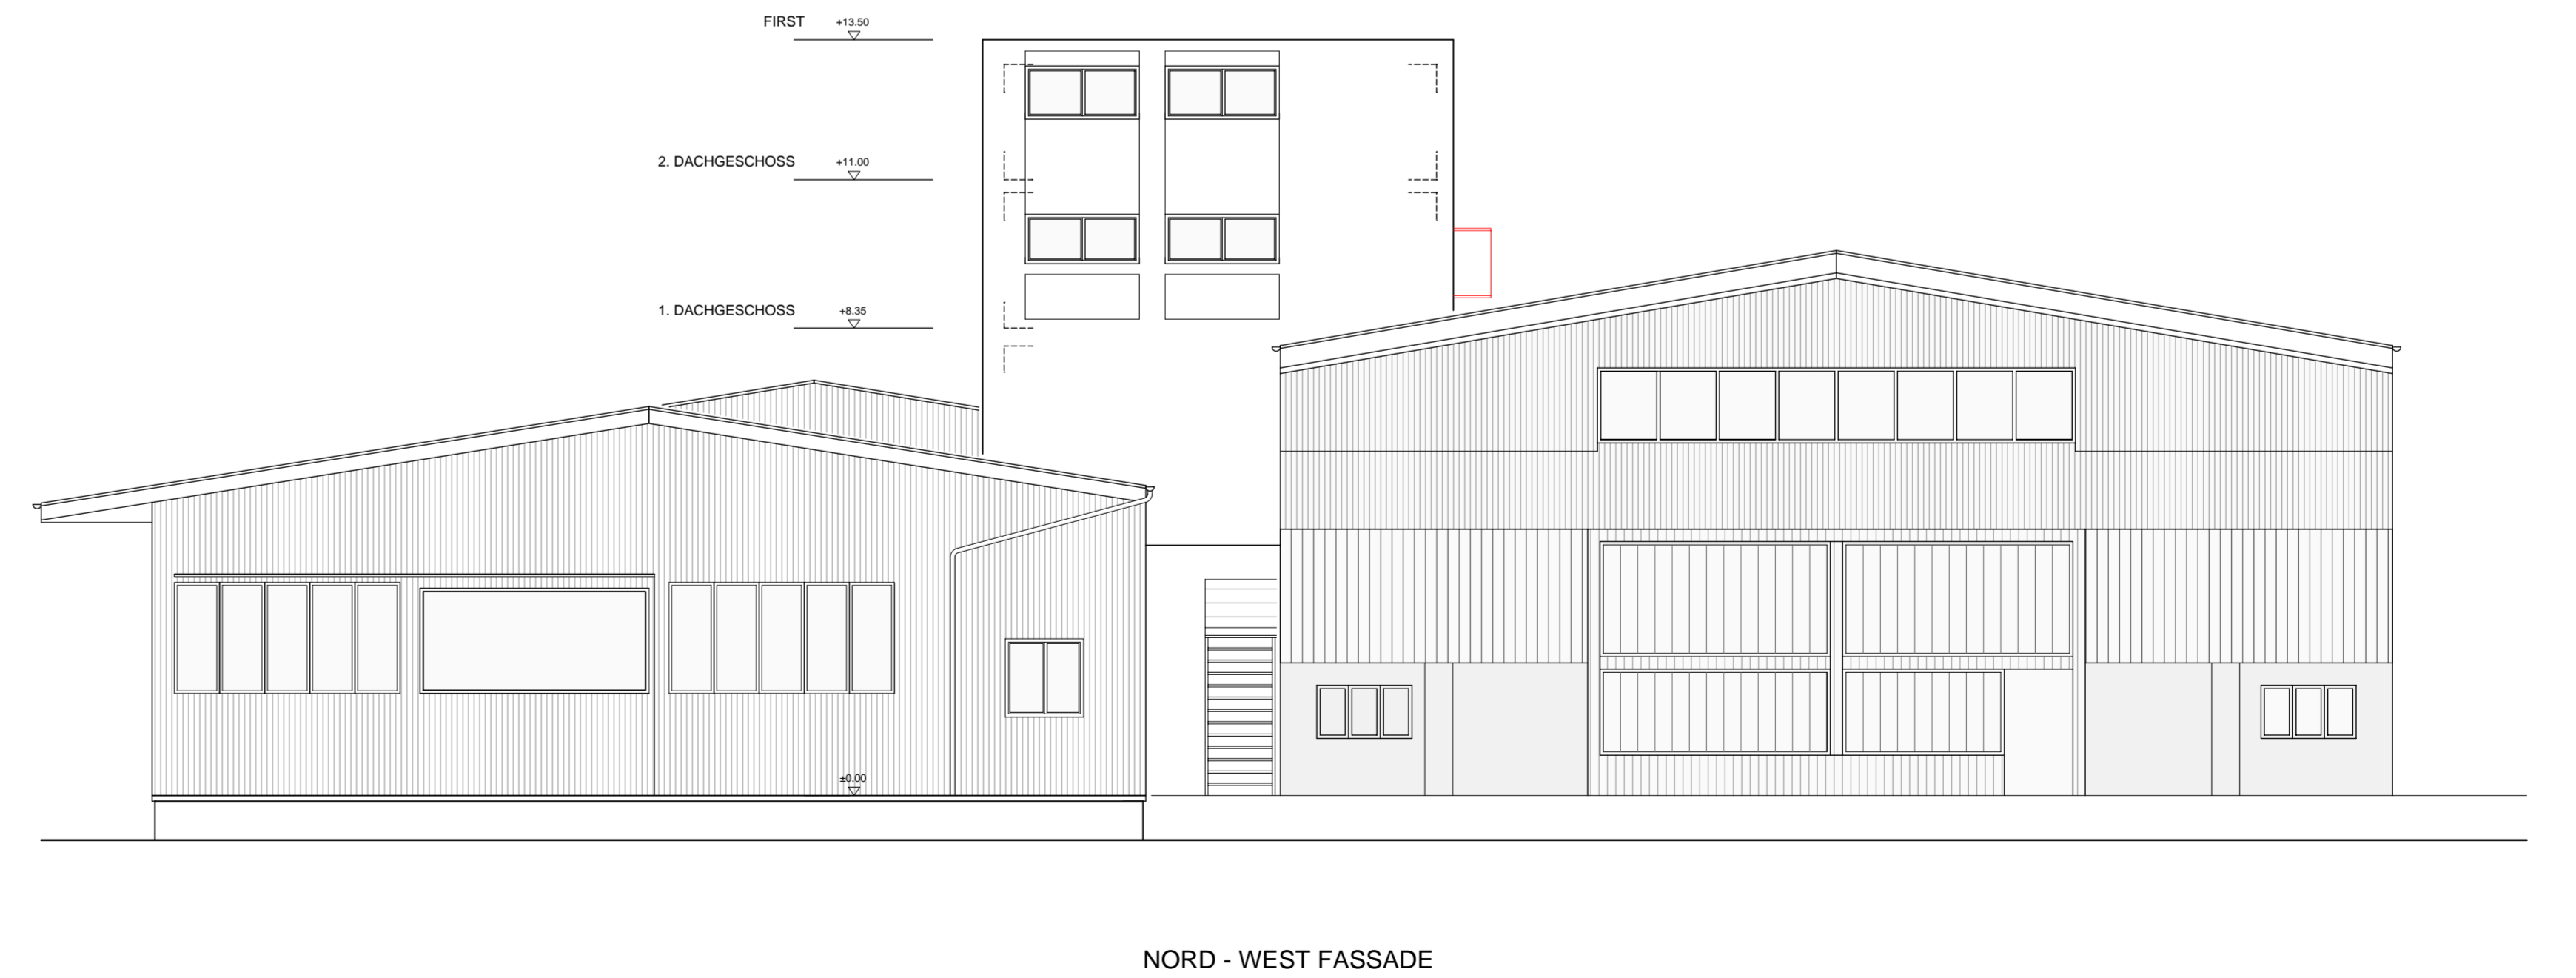 FIRST +13.50
2. DACHGESCHOSS +11.00
1. DACHGESCHOSS +8.35
±0.00
NORD - WEST FASSADE